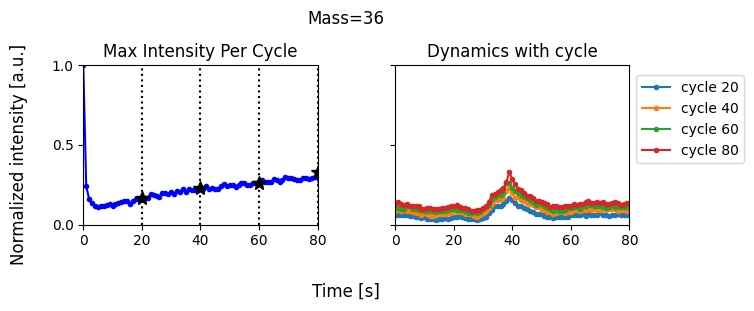 Mass=36
Max Intensity Per Cycle
Dynamics with cycle
Normalized intensity [a.u.]
1.0
0.5
0.0
0 20 40 60 80
0 20 40 60 80
cycle 20
cycle 40
cycle 60
cycle 80
Time [s]